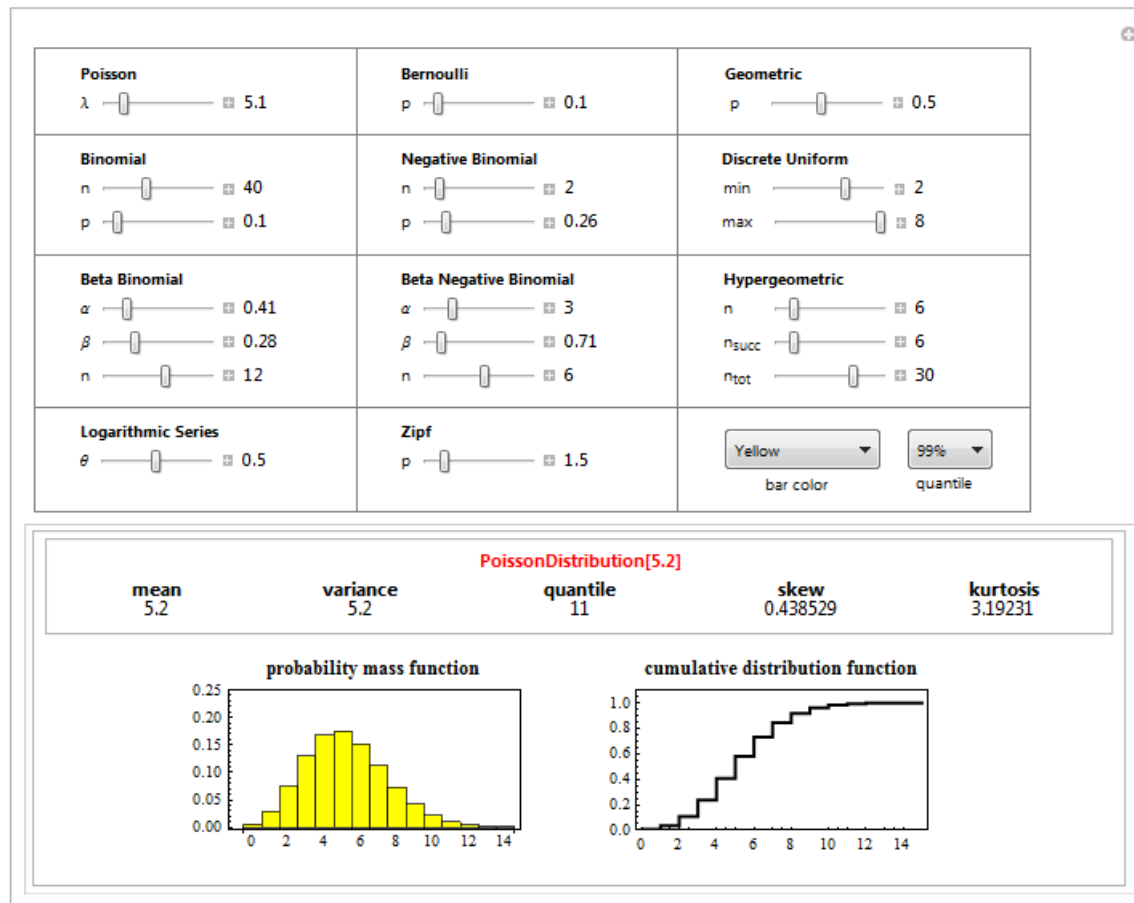 Poisson Bernoulli Geometric
λ 5.1 p 0.1 p 0.5
Binomial Negative Binomial Discrete Uniform
n 40 n 2 min 2
p 0.1 p 0.26 max 8
Beta Binomial Beta Negative Binomial Hypergeometric
α 0.41 α 3 n 6
β 0.28 β 0.71 nsucc 6
n 12 n 6 ntot 30
Logarithmic Series Zipf
θ 0.5 p 1.5 Yellow 99%
bar color quantile
PoissonDistribution[5.2]
mean variance quantile skew kurtosis
5.2 5.2 11 0.438529 3.19231
probability mass function cumulative distribution function
0.25
0.20
0.15
0.10
0.05
0.00
0 2 4 6 8 10 12 14
1.0
0.8
0.6
0.4
0.2
0.0
0 2 4 6 8 10 12 14